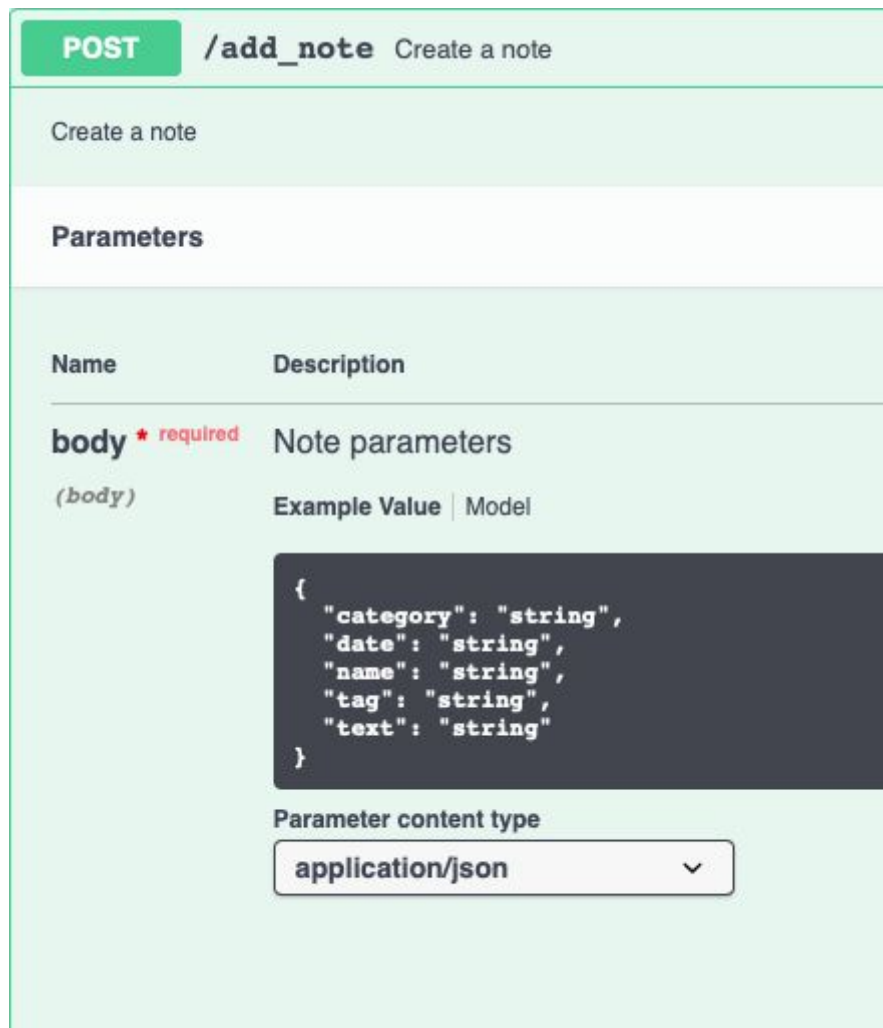 POST /add_note Create a note
Create a note
Parameters
Name Description
body * required Note parameters
(body) Example Value | Model
{
"category": "string",
"date": "string",
"name": "string",
"tag": "string",
"text": "string"
}
Parameter content type
application/json